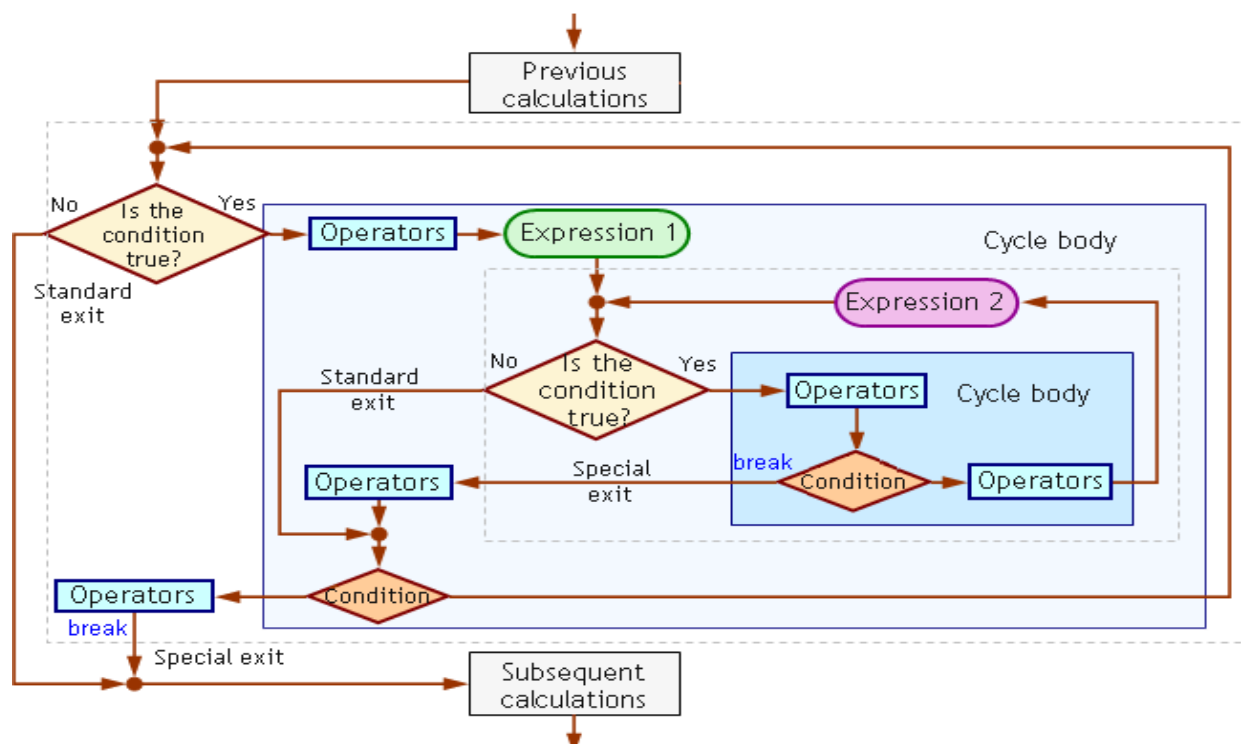 Previous
calculations
No
Is the
condition
true?
Yes
Standard
exit
Operators
Expression 1
Cycle body
Expression 2
No
Is the
condition
true?
Yes
Standard
exit
Operators
Cycle body
break
Condition
Operators
Special
exit
Operators
Condition
Operators
break
Special exit
Subsequent
calculations